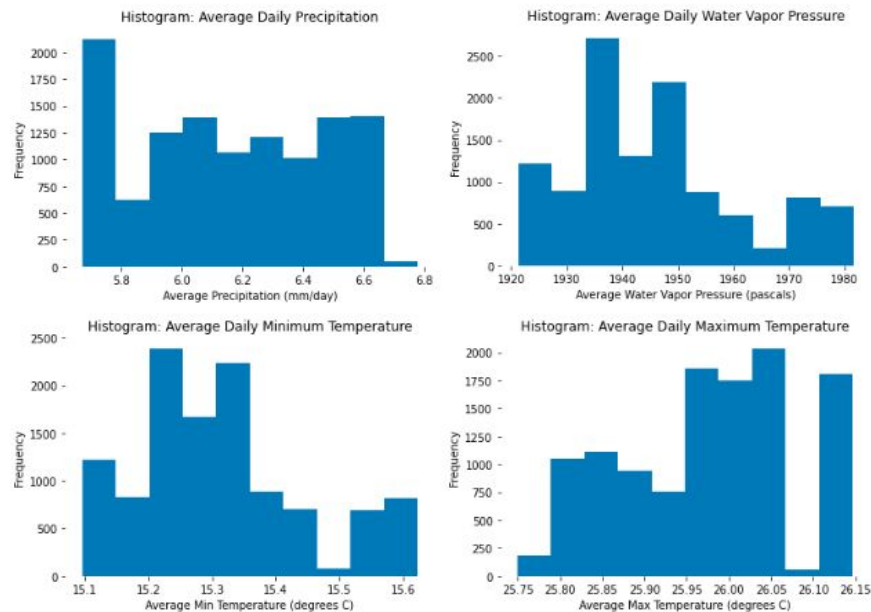 Histogram: Average Daily Precipitation
2000
1750
1500
1250
1000
750
500
250
0
Frequency
5.8 6.0 6.2 6.4 6.6 6.8
Average Precipitation (mm/day)
Histogram: Average Daily Water Vapor Pressure
2500
2000
1500
1000
500
0
Frequency
1920 1930 1940 1950 1960 1970 1980
Average Water Vapor Pressure (pascals)
Histogram: Average Daily Minimum Temperature
2500
2000
1500
1000
500
0
Frequency
15.1 15.2 15.3 15.4 15.5 15.6
Average Min Temperature (degrees C)
Histogram: Average Daily Maximum Temperature
2000
1750
1500
1250
1000
750
500
250
0
Frequency
25.75 25.80 25.85 25.90 25.95 26.00 26.05 26.10 26.15
Average Max Temperature (degrees C)